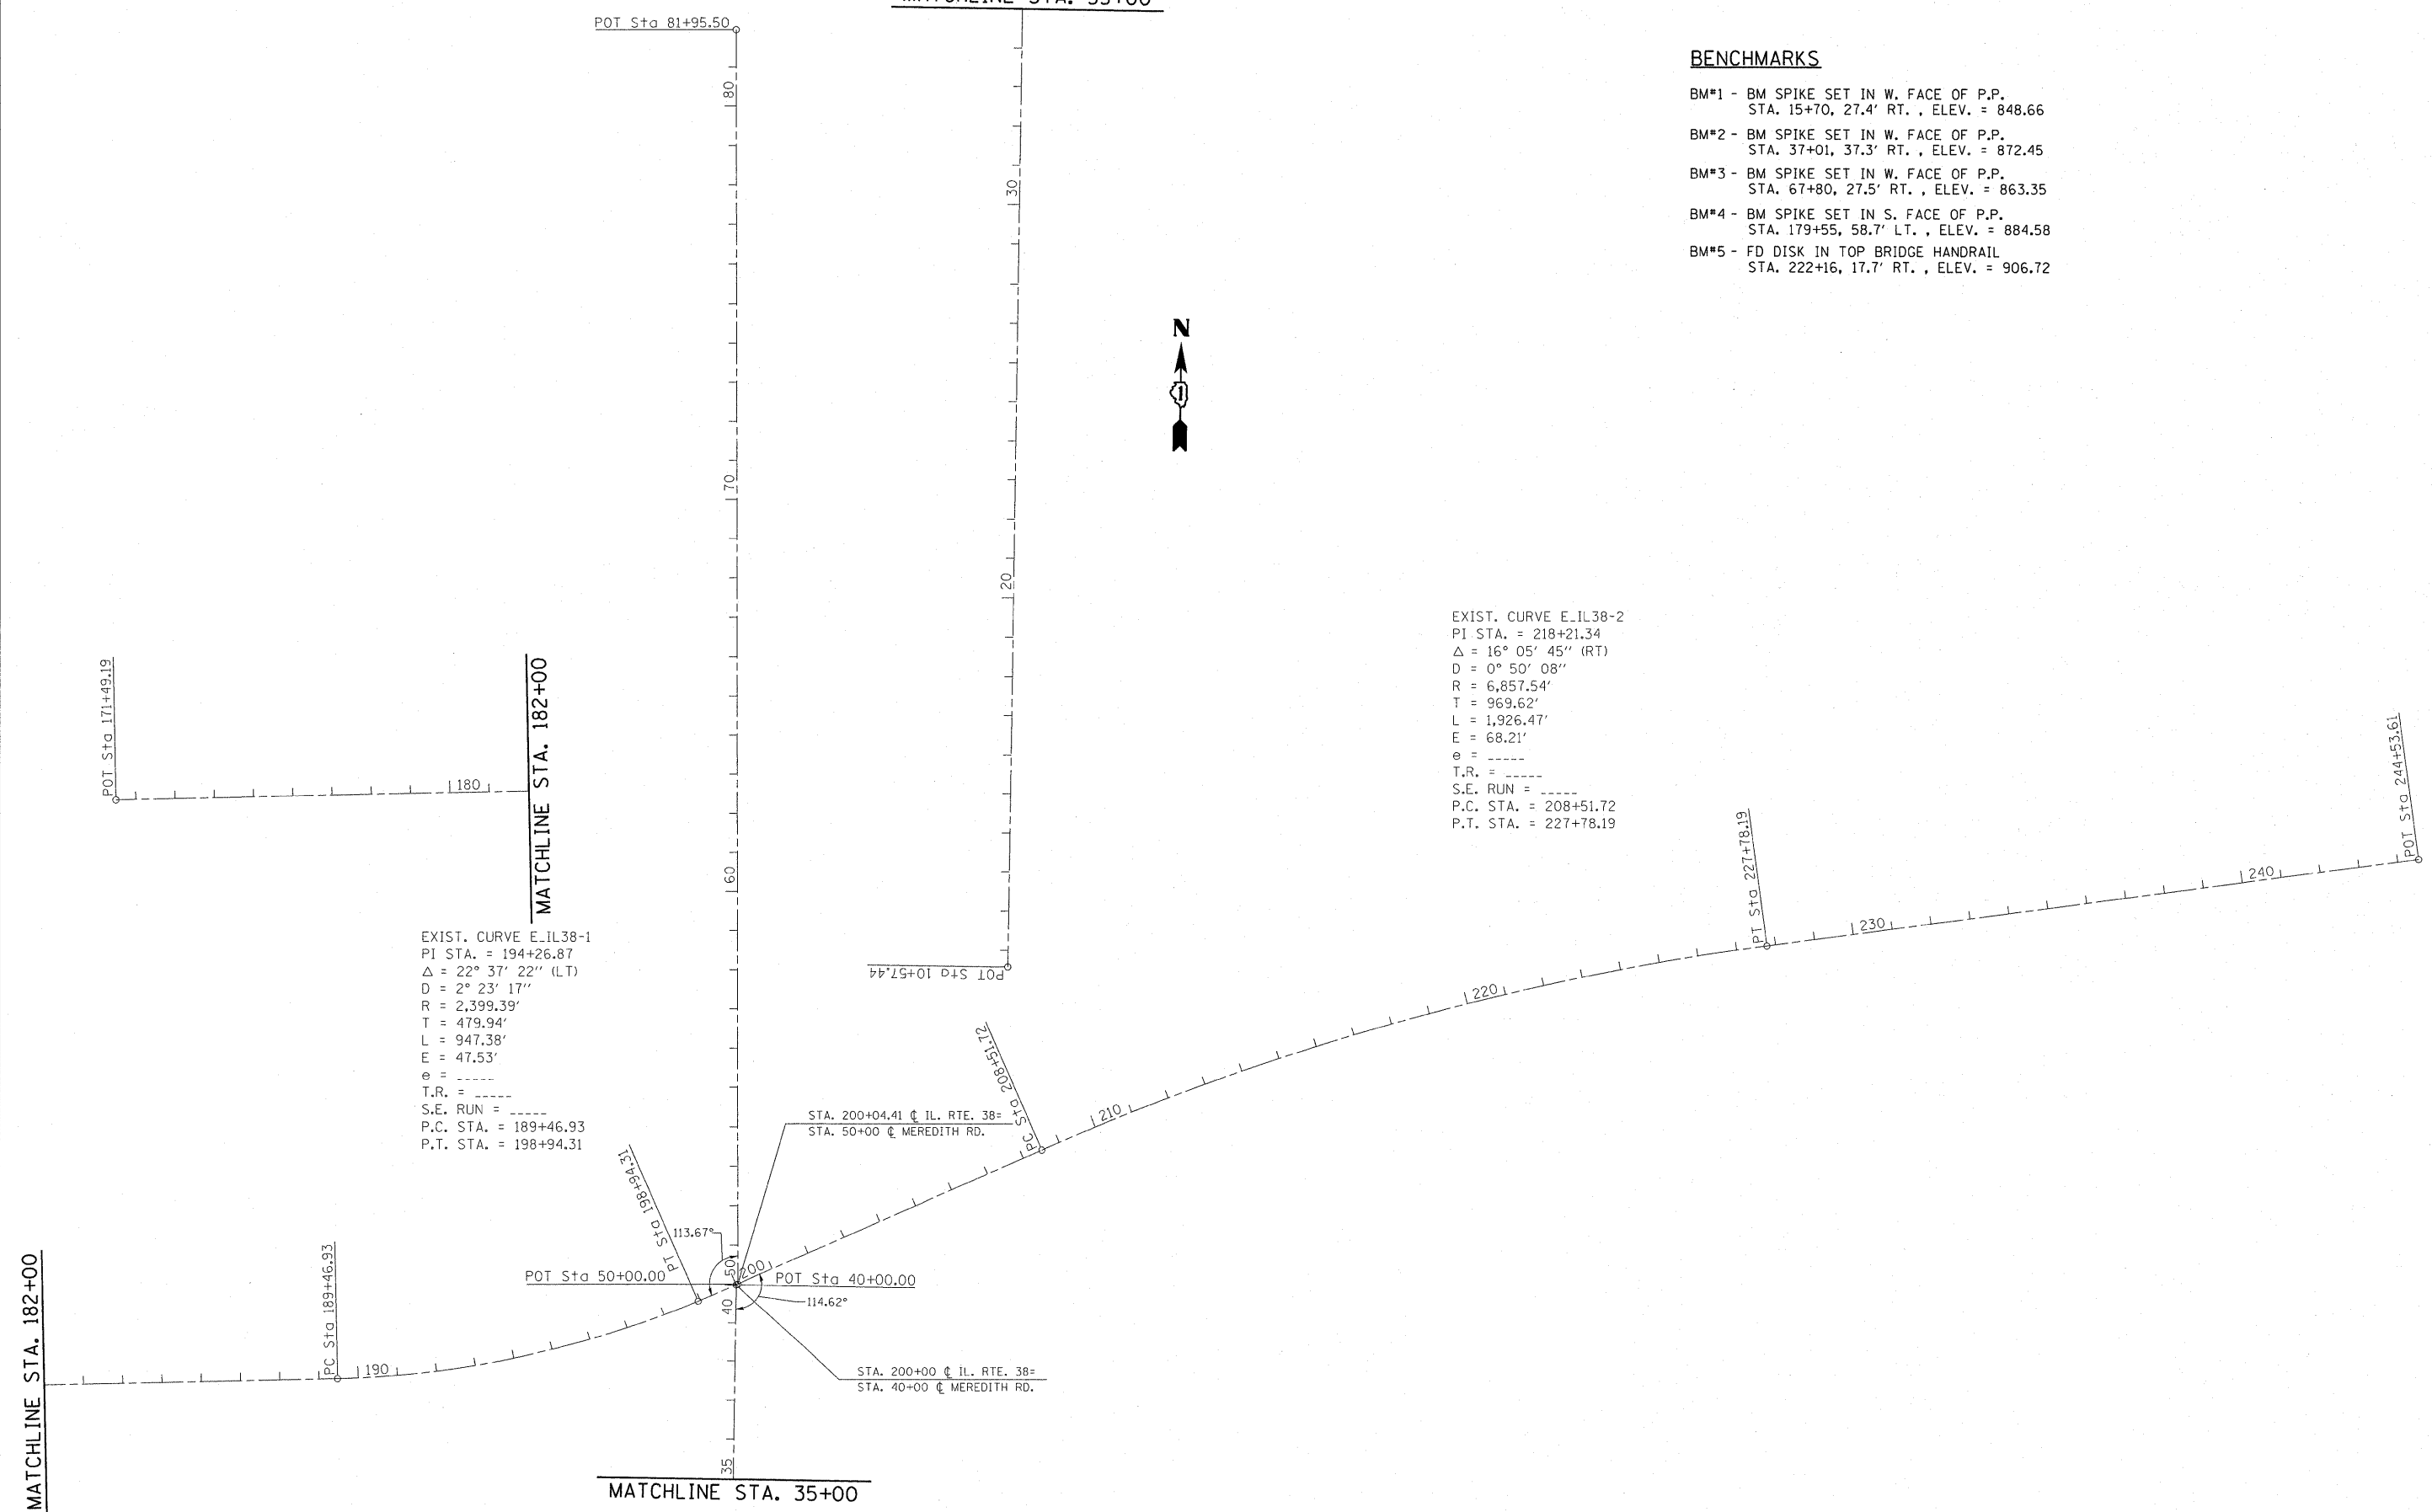 MATCHLINE STA. 35+00
POT Sta 81+95.50
80
70
60
50
30
20
POT Sta 10+57.44
N
1
BENCHMARKS
BM#1 - BM SPIKE SET IN W. FACE OF P.P.
STA. 15+70, 27.4' RT. , ELEV. = 848.66
BM#2 - BM SPIKE SET IN W. FACE OF P.P.
STA. 37+01, 37.3' RT. , ELEV. = 872.45
BM#3 - BM SPIKE SET IN W. FACE OF P.P.
STA. 67+80, 27.5' RT. , ELEV. = 863.35
BM#4 - BM SPIKE SET IN S. FACE OF P.P.
STA. 179+55, 58.7' LT. , ELEV. = 884.58
BM#5 - FD DISK IN TOP BRIDGE HANDRAIL
STA. 222+16, 17.7' RT. , ELEV. = 906.72
POT Sta 171+49.19
180
MATCHLINE STA. 182+00
EXIST. CURVE E_IL38-1
PI STA. = 194+26.87
Δ = 22° 37' 22" (LT)
D = 2° 23' 17"
R = 2,399.39'
T = 479.94'
L = 947.38'
E = 47.53'
e = _____
T.R. = _____
S.E. RUN = _____
P.C. STA. = 189+46.93
P.T. STA. = 198+94.31
EXIST. CURVE E_IL38-2
PI STA. = 218+21.34
Δ = 16° 05' 45" (RT)
D = 0° 50' 08"
R = 6,857.54'
T = 969.62'
L = 1,926.47'
E = 68.21'
e = _____
T.R. = _____
S.E. RUN = _____
P.C. STA. = 208+51.72
P.T. STA. = 227+78.19
MATCHLINE STA. 182+00
PC Sta 189+46.93
190
PT Sta 198+94.31
113.67°
POT Sta 50+00.00
200
POT Sta 40+00.00
114.62°
40
STA. 200+04.41 ℄ IL. RTE. 38=
STA. 50+00 ℄ MEREDITH RD.
STA. 200+00 ℄ IL. RTE. 38=
STA. 40+00 ℄ MEREDITH RD.
PC Sta 208+51.72
210
220
PT Sta 227+78.19
230
240
POT Sta 244+53.61
35
MATCHLINE STA. 35+00